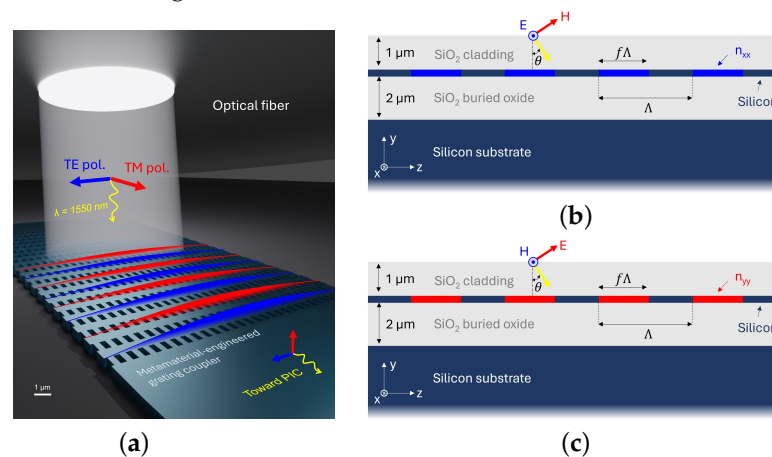 Optical fiber
TE pol.
TM pol.
λ = 1550 nm
Metamaterial-engineered
grating coupler
Toward PIC
1 μm
(a)
E
H
1 μm
SiO₂ cladding
θ
fΛ
n_xx
2 μm
SiO₂ buried oxide
Λ
Silicon
y
x
z
Silicon substrate
(b)
H
E
1 μm
SiO₂ cladding
θ
fΛ
n_yy
2 μm
SiO₂ buried oxide
Λ
Silicon
y
x
z
Silicon substrate
(c)